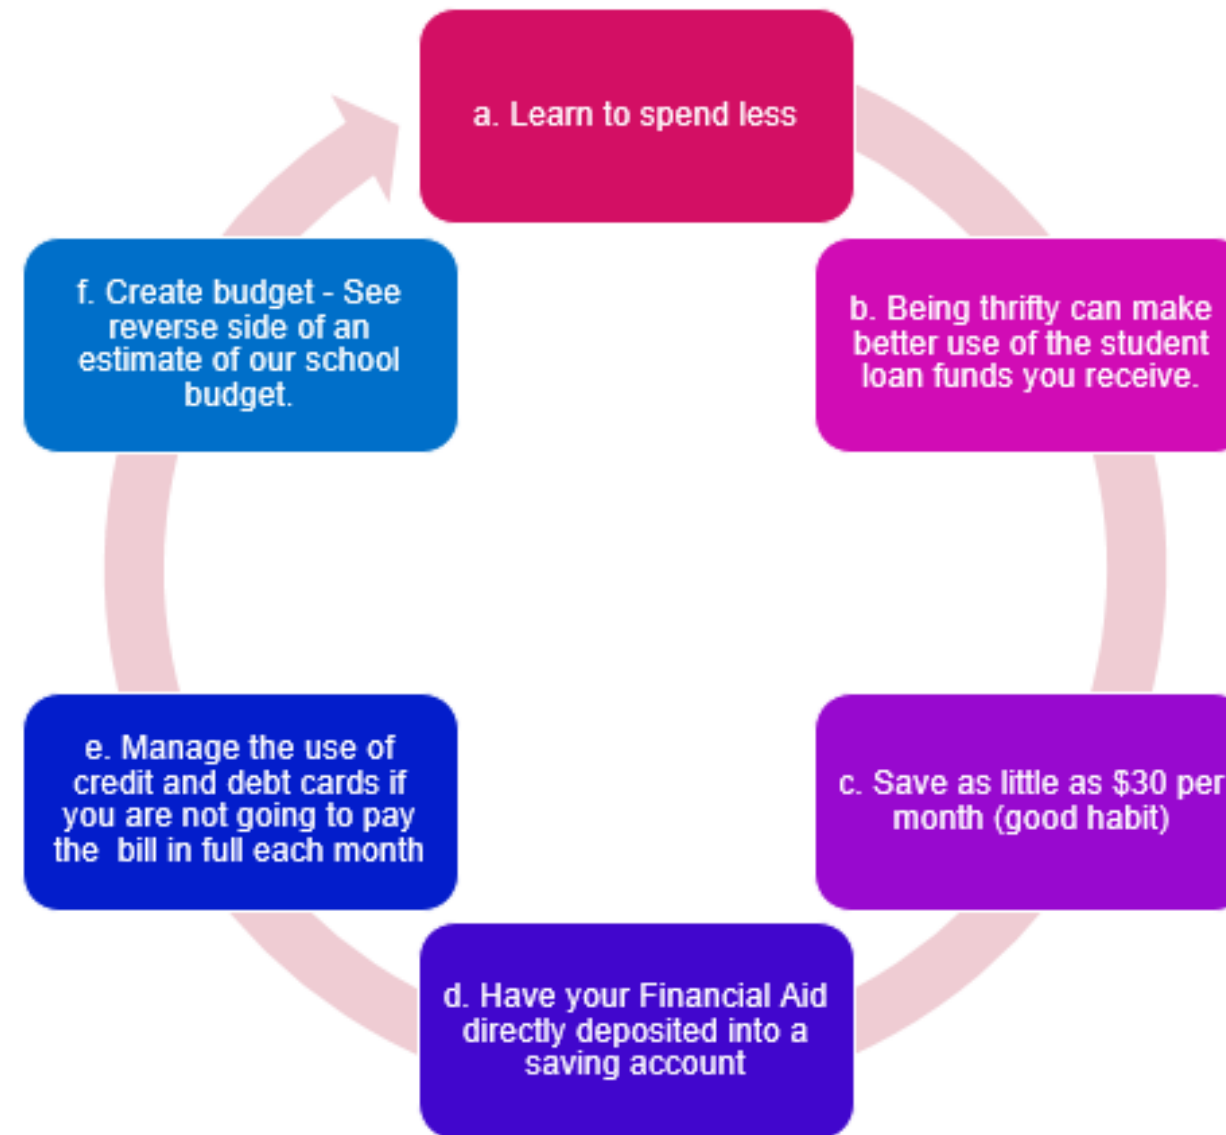 a. Learn to spend less
b. Being thrifty can make
better use of the student
loan funds you receive.
c. Save as little as $30 per
month (good habit)
d. Have your Financial Aid
directly deposited into a
saving account
e. Manage the use of
credit and debt cards if
you are not going to pay
the  bill in full each month
f. Create budget - See
reverse side of an
estimate of our school
budget.